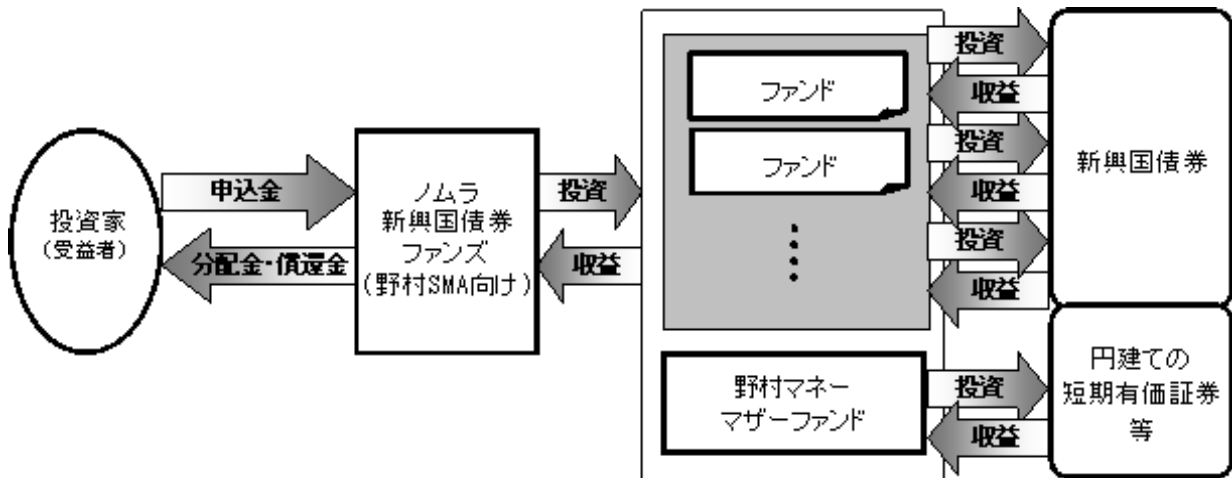 投資家
(受益者)
申込金
分配金・償還金
ノムラ
新興国債券
ファンズ
(野村SMA向け)
投資
収益
ファンド
ファンド
野村マネー
マザーファンド
投資
収益
投資
収益
投資
収益
投資
収益
新興国債券
円建ての
短期有価証券
等